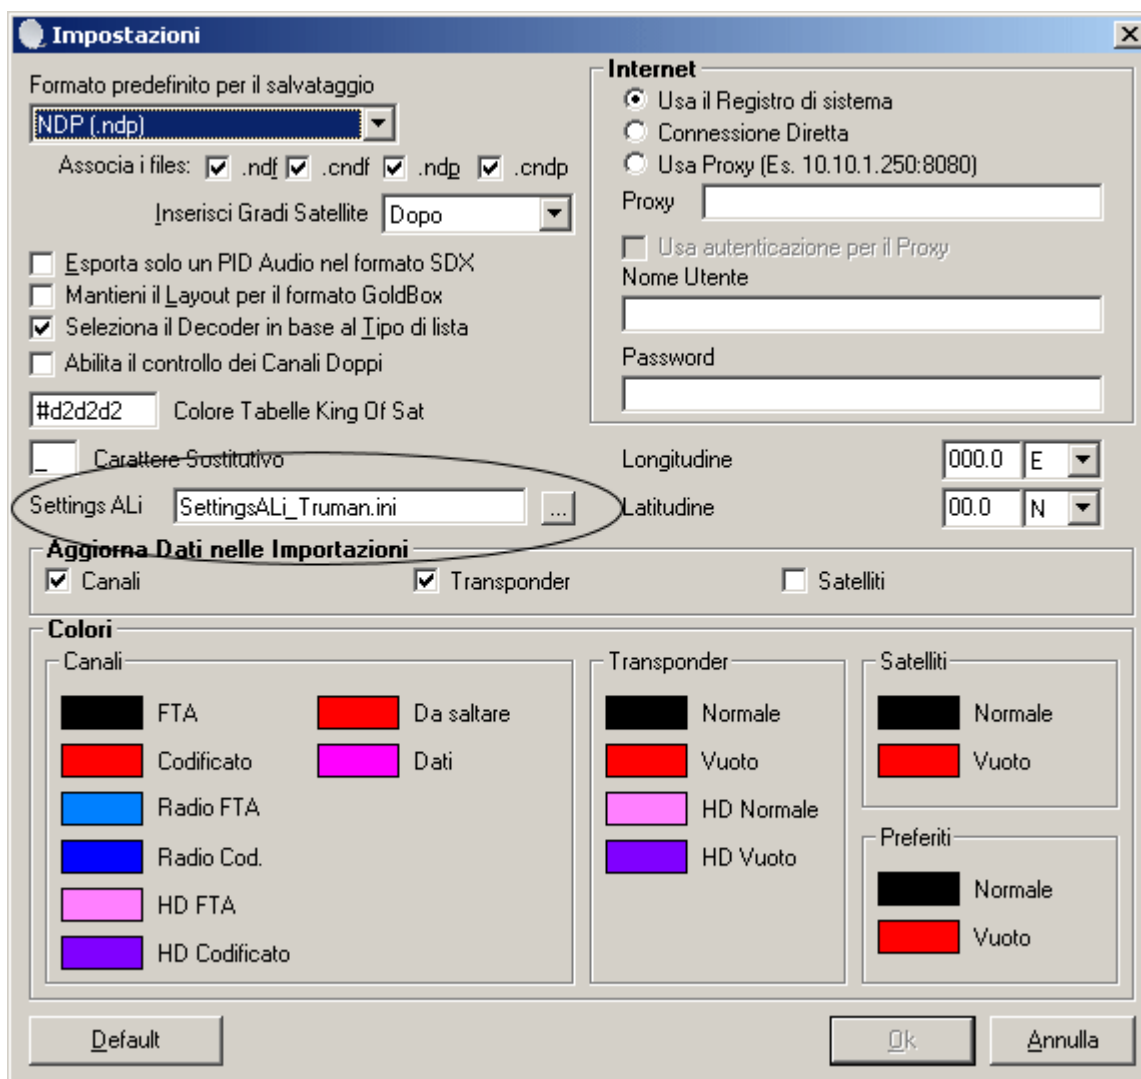 Impostazioni
Formato predefinito per il salvataggio
NDP (.ndp)
Associa i files: .ndf .cndf .ndp .cndp
Inserisci Gradi Satellite Dopo
Esporta solo un PID Audio nel formato SDX
Mantieni il Layout per il formato GoldBox
Seleziona il Decoder in base al Tipo di lista
Abilita il controllo dei Canali Doppi
#d2d2d2 Colore Tabelle King Of Sat
_ Carattere Sostitutivo
Settings ALi SettingsALi_Truman.ini ...
Internet
Usa il Registro di sistema
Connessione Diretta
Usa Proxy (Es. 10.10.1.250:8080)
Proxy
Usa autenticazione per il Proxy
Nome Utente
Password
Longitudine 000.0 E
Latitudine 00.0 N
Aggiorna Dati nelle Importazioni
Canali Transponder Satelliti
Colori
Canali
FTA Da saltare
Codificato Dati
Radio FTA
Radio Cod.
HD FTA
HD Codificato
Transponder
Normale
Vuoto
HD Normale
HD Vuoto
Satelliti
Normale
Vuoto
Preferiti
Normale
Vuoto
Default Ok Annulla